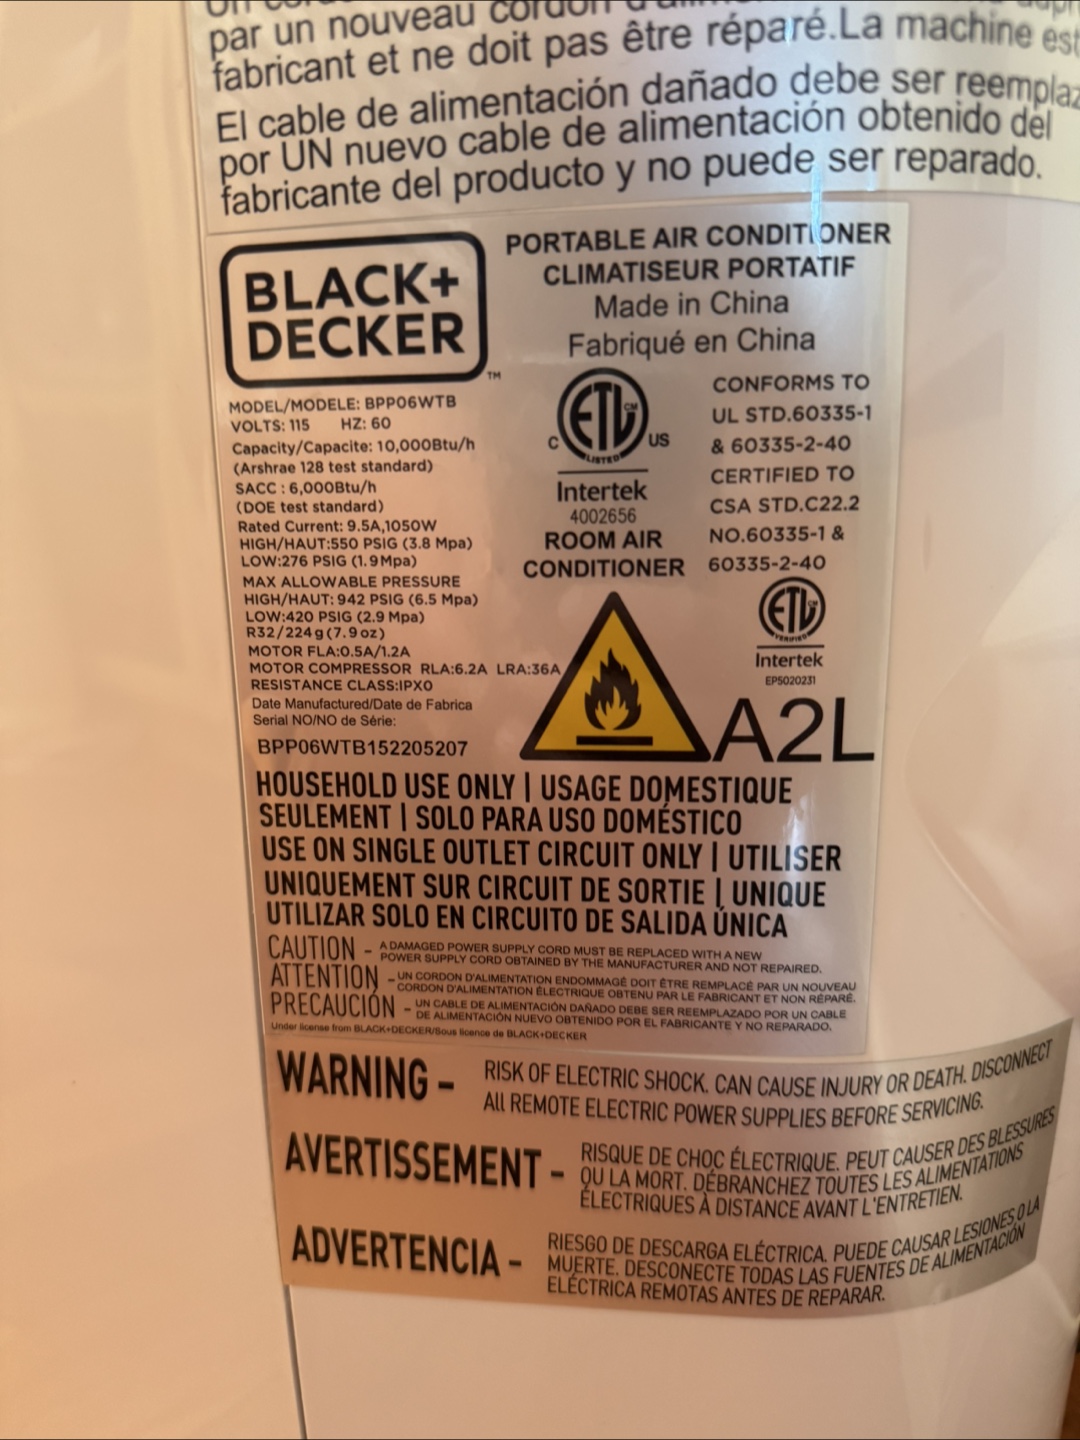 par un nouveau cordon
fabricant et ne doit pas être réparé.La machine est
El cable de alimentación dañado debe ser reemplaz
por UN nuevo cable de alimentación obtenido del
fabricante del producto y no puede ser reparado.
BLACK+
DECKER
TM
PORTABLE AIR CONDITIONER
CLIMATISEUR PORTATIF
Made in China
Fabriqué en China
MODEL/MODELE: BPP06WTB
VOLTS: 115 HZ: 60
Capacity/Capacite: 10,000Btu/h
(Arshrae 128 test standard)
SACC : 6,000Btu/h
(DOE test standard)
Rated Current: 9.5A,1050W
HIGH/HAUT:550 PSIG (3.8 Mpa)
LOW:276 PSIG (1.9Mpa)
MAX ALLOWABLE PRESSURE
HIGH/HAUT: 942 PSIG (6.5 Mpa)
LOW:420 PSIG (2.9 Mpa)
R32/224g(7.9oz)
MOTOR FLA:0.5A/1.2A
MOTOR COMPRESSOR RLA:6.2A LRA:36A
RESISTANCE CLASS:IPX0
Date Manufactured/Date de Fabrica
Serial NO/NO de Série:
BPP06WTB152205207
ETL CM
C US
LISTED
Intertek
4002656
ROOM AIR
CONDITIONER
CONFORMS TO
UL STD.60335-1
& 60335-2-40
CERTIFIED TO
CSA STD.C22.2
NO.60335-1 &
60335-2-40
ETL CM
VERIFIED
Intertek
EPS020231
A2L
HOUSEHOLD USE ONLY | USAGE DOMESTIQUE
SEULEMENT | SOLO PARA USO DOMÉSTICO
USE ON SINGLE OUTLET CIRCUIT ONLY | UTILISER
UNIQUEMENT SUR CIRCUIT DE SORTIE | UNIQUE
UTILIZAR SOLO EN CIRCUITO DE SALIDA ÚNICA
CAUTION - A DAMAGED POWER SUPPLY CORD MUST BE REPLACED WITH A NEW
POWER SUPPLY CORD OBTAINED BY THE MANUFACTURER AND NOT REPAIRED.
ATTENTION - UN CORDON D'ALIMENTATION ENDOMMAGÉ DOIT ÊTRE REMPLACÉ PAR UN NOUVEAU
CORDON D'ALIMENTATION ÉLECTRIQUE OBTENU PAR LE FABRICANT ET NON RÉPARÉ.
PRECAUCIÓN - UN CABLE DE ALIMENTACIÓN DAÑADO DEBE SER REEMPLAZADO POR UN CABLE
DE ALIMENTACIÓN NUEVO OBTENIDO POR EL FABRICANTE Y NO REPARADO.
Under license from BLACK+DECKER/Sous licence de BLACK+DECKER
WARNING - RISK OF ELECTRIC SHOCK. CAN CAUSE INJURY OR DEATH. DISCONNECT
All REMOTE ELECTRIC POWER SUPPLIES BEFORE SERVICING.
AVERTISSEMENT - RISQUE DE CHOC ÉLECTRIQUE. PEUT CAUSER DES BLESSURES
OU LA MORT. DÉBRANCHEZ TOUTES LES ALIMENTATIONS
ÉLECTRIQUES À DISTANCE AVANT L'ENTRETIEN.
ADVERTENCIA - RIESGO DE DESCARGA ELÉCTRICA. PUEDE CAUSAR LESIONES O LA
MUERTE. DESCONECTE TODAS LAS FUENTES DE ALIMENTACIÓN
ELÉCTRICA REMOTAS ANTES DE REPARAR.